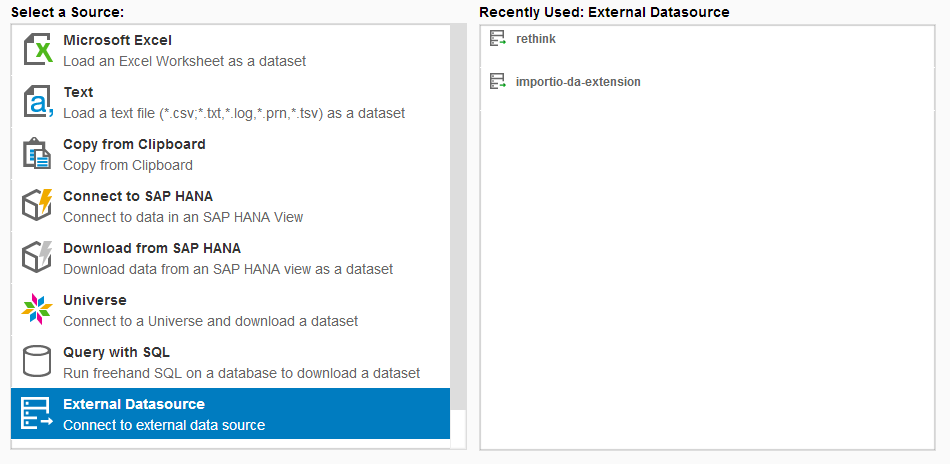 Select a Source:
Microsoft Excel
Load an Excel Worksheet as a dataset
Text
Load a text file (*.csv;*.txt,*.log,*.prn,*.tsv) as a dataset
Copy from Clipboard
Copy from Clipboard
Connect to SAP HANA
Connect to data in an SAP HANA View
Download from SAP HANA
Download data from an SAP HANA view as a dataset
Universe
Connect to a Universe and download a dataset
Query with SQL
Run freehand SQL on a database to download a dataset
External Datasource
Connect to external data source
Recently Used: External Datasource
rethink
importio-da-extension